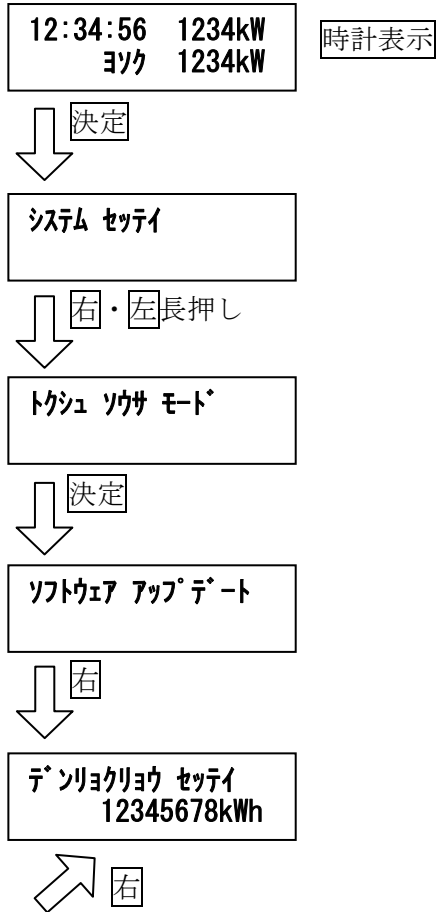 12:34:56 1234kW
ﾖｿｸ 1234kW
時計表示
決定
ｼｽﾃﾑ ｾｯﾃｲ
右・左長押し
ﾄｸｼｭ ｿｳｻ ﾓｰﾄﾞ
決定
ｿﾌﾄｳｪｱ ｱｯﾌﾟﾃﾞｰﾄ
右
ﾃﾞﾝﾘｮｸﾘｮｳ ｾｯﾃｲ
12345678kWh
右